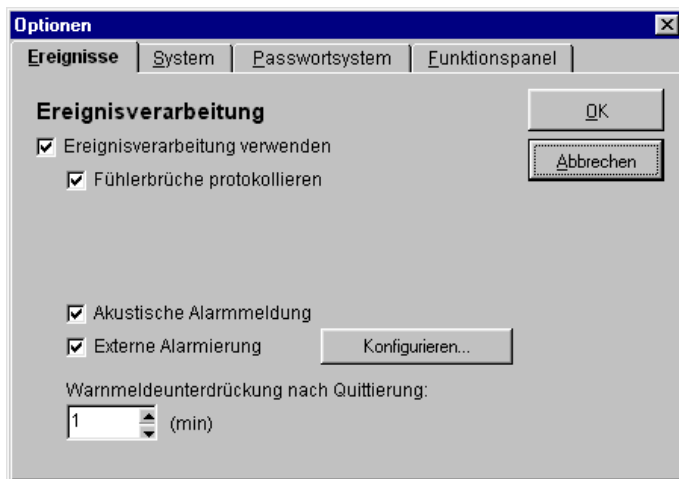 Optionen
Ereignisse System Passwortsystem Funktionspanel
Ereignisverarbeitung
OK
Ereignisverarbeitung verwenden
Abbrechen
Fühlerbrüche protokollieren
Akustische Alarmmeldung
Externe Alarmierung Konfigurieren...
Warnmeldeunterdrückung nach Quittierung:
1 (min)